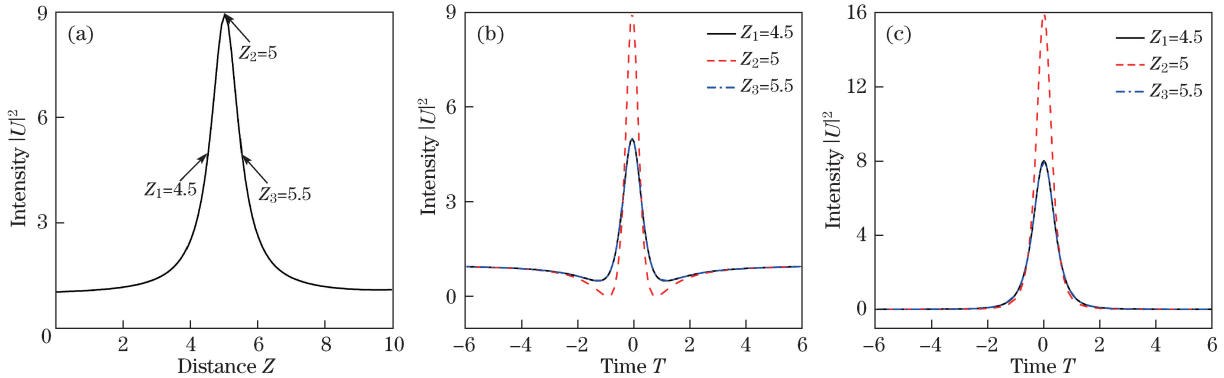 (a)
Intensity |U|²
9
6
3
0
2
4
6
8
10
Distance Z
Z₂=5
Z₁=4.5
Z₃=5.5
(b)
Intensity |U|²
9
6
3
0
−6
−4
−2
0
2
4
6
Time T
Z₁=4.5
Z₂=5
Z₃=5.5
(c)
Intensity |U|²
16
12
8
4
0
−6
−4
−2
0
2
4
6
Time T
Z₁=4.5
Z₂=5
Z₃=5.5